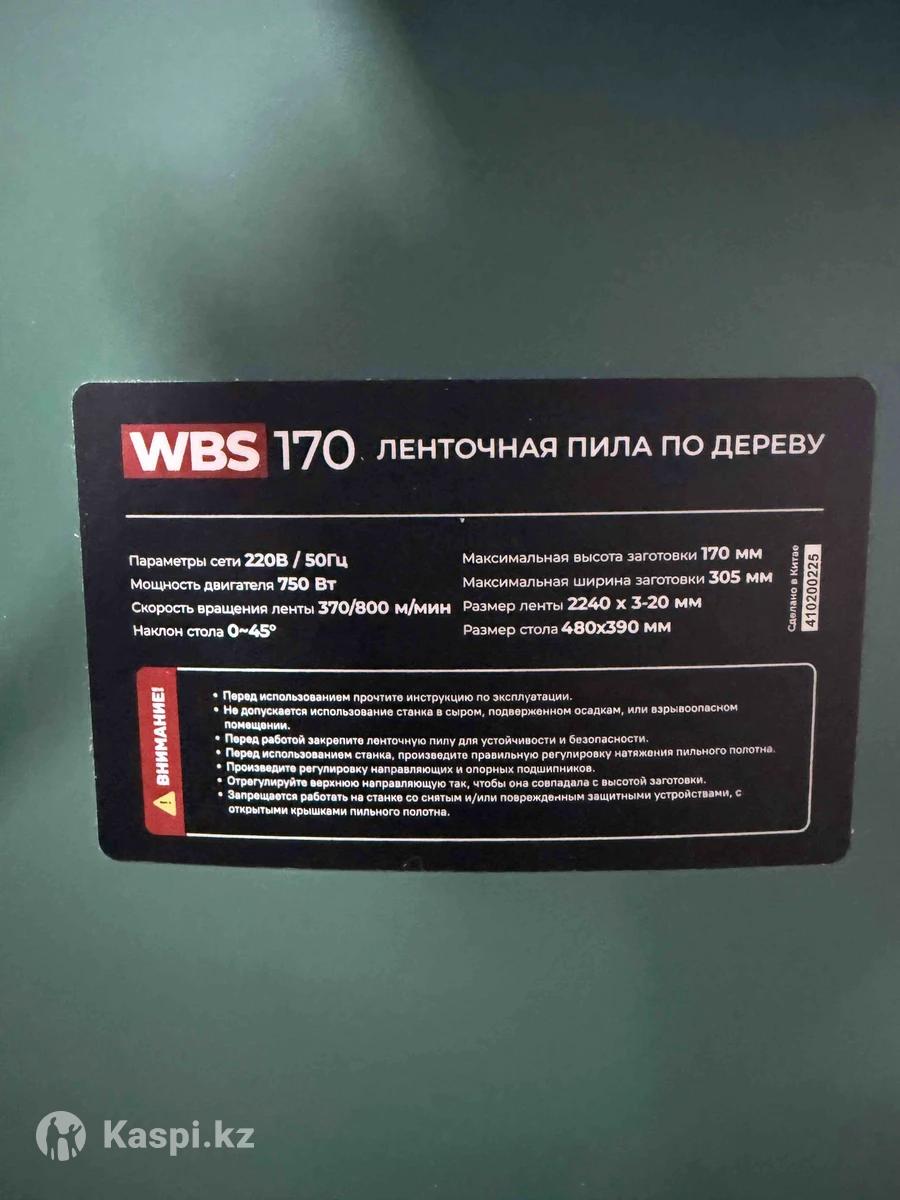 WBS 170 ЛЕНТОЧНАЯ ПИЛА ПО ДЕРЕВУ
Параметры сети 220В / 50Гц
Мощность двигателя 750 Вт
Скорость вращения ленты 370/800 м/мин
Наклон стола 0~45°
Максимальная высота заготовки 170 мм
Максимальная ширина заготовки 305 мм
Размер ленты 2240 x 3-20 мм
Размер стола 480x390 мм
Сделано в Китае
410200225
ВНИМАНИЕ!
• Перед использованием прочтите инструкцию по эксплуатации.
• Не допускается использование станка в сыром, подверженном осадкам, или взрывоопасном
помещении.
• Перед работой закрепите ленточную пилу для устойчивости и безопасности.
• Перед использованием станка, произведите правильную регулировку натяжения пильного полотна.
• Произведите регулировку направляющих и опорных подшипников.
• Отрегулируйте верхнюю направляющую так, чтобы она совпадала с высотой заготовки.
• Запрещается работать на станке со снятым и/или поврежденным защитными устройствами, с
открытыми крышками пильного полотна.
Kaspi.kz